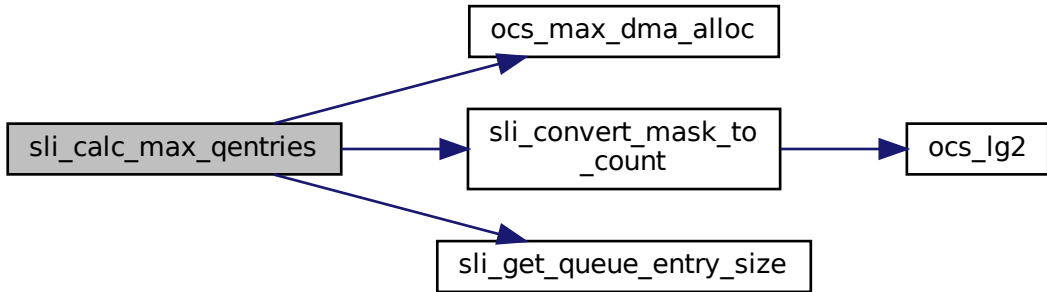 ocs_max_dma_alloc
sli_calc_max_qentries
sli_convert_mask_to
_count
ocs_lg2
sli_get_queue_entry_size